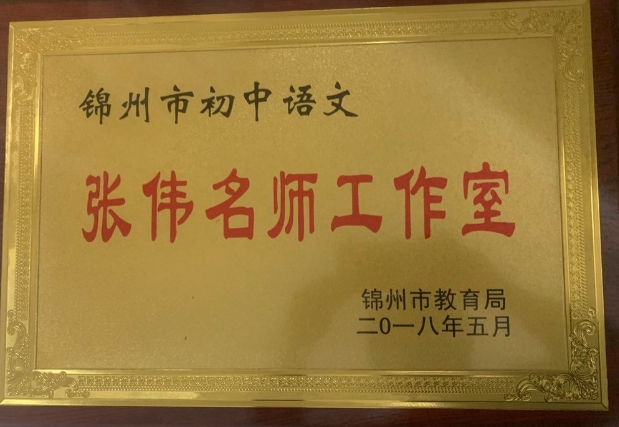 锦州市初中语文
张伟名师工作室
锦州市教育局
二0一八年五月